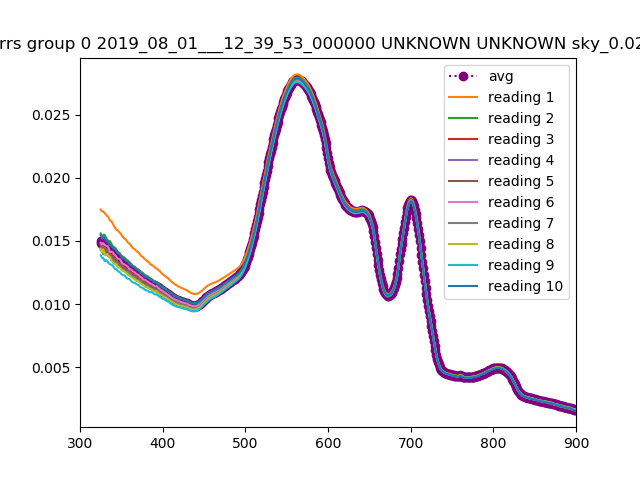 rrs group 0 2019_08_01___12_39_53_000000 UNKNOWN UNKNOWN sky_0.02
avg
reading 1
reading 2
reading 3
reading 4
reading 5
reading 6
reading 7
reading 8
reading 9
reading 10
0.025
0.020
0.015
0.010
0.005
300 400 500 600 700 800 900